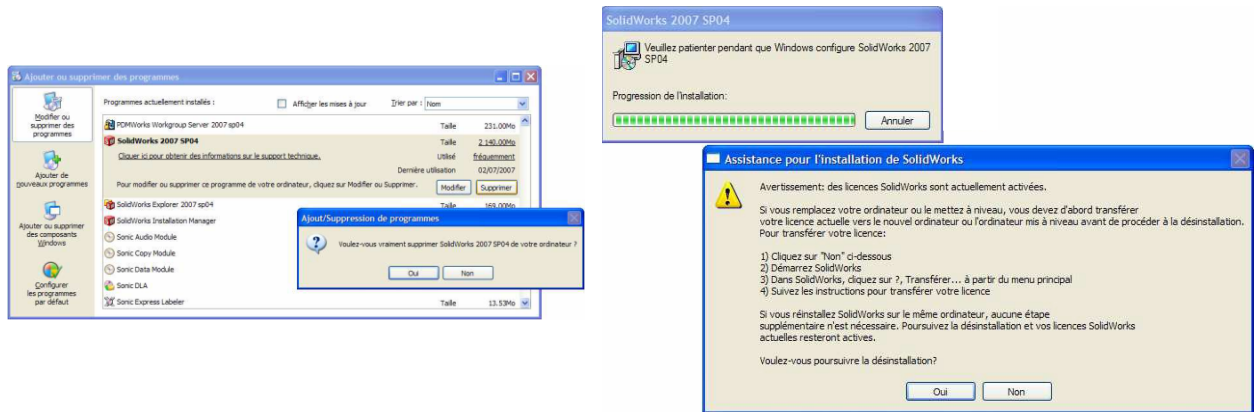 Ajouter ou supprimer des programmes
Modifier ou
supprimer des
programmes
Ajouter de
nouveaux programmes
Ajouter ou supprimer
des composants
Windows
Configurer
les programmes
par défaut
Programmes actuellement installés :
Afficher les mises à jour
Trier par :
Nom
PDMWorks Workgroup Server 2007 sp04 Taille 231.00Mo
SolidWorks 2007 SP04 Taille 2 140.00Mo
Cliquer ici pour obtenir des informations sur le support technique. Utilisé fréquemment
Dernière utilisation 02/07/2007
Pour modifier ou supprimer ce programme de votre ordinateur, cliquez sur Modifier ou Supprimer. Modifier Supprimer
SolidWorks Explorer 2007 sp04 Taille 169.00Mo
SolidWorks Installation Manager
Sonic Audio Module
Sonic Copy Module
Sonic Data Module
Sonic DLA
Sonic Express Labeler Taille 13.53Mo
Ajout/Suppression de programmes
Voulez-vous vraiment supprimer SolidWorks 2007 SP04 de votre ordinateur ?
Oui Non
SolidWorks 2007 SP04
Veuillez patienter pendant que Windows configure SolidWorks 2007
SP04
Progression de l'installation:
Annuler
Assistance pour l'installation de SolidWorks
Avertissement: des licences SolidWorks sont actuellement activées.
Si vous remplacez votre ordinateur ou le mettez à niveau, vous devez d'abord transférer
votre licence actuelle vers le nouvel ordinateur ou l'ordinateur mis à niveau avant de procéder à la désinstallation.
Pour transférer votre licence:
1) Cliquez sur "Non" ci-dessous
2) Démarrez SolidWorks
3) Dans SolidWorks, cliquez sur ?, Transférer... à partir du menu principal
4) Suivez les instructions pour transférer votre licence
Si vous réinstallez SolidWorks sur le même ordinateur, aucune étape
supplémentaire n'est nécessaire. Poursuivez la désinstallation et vos licences SolidWorks
actuelles resteront actives.
Voulez-vous poursuivre la désinstallation?
Oui Non